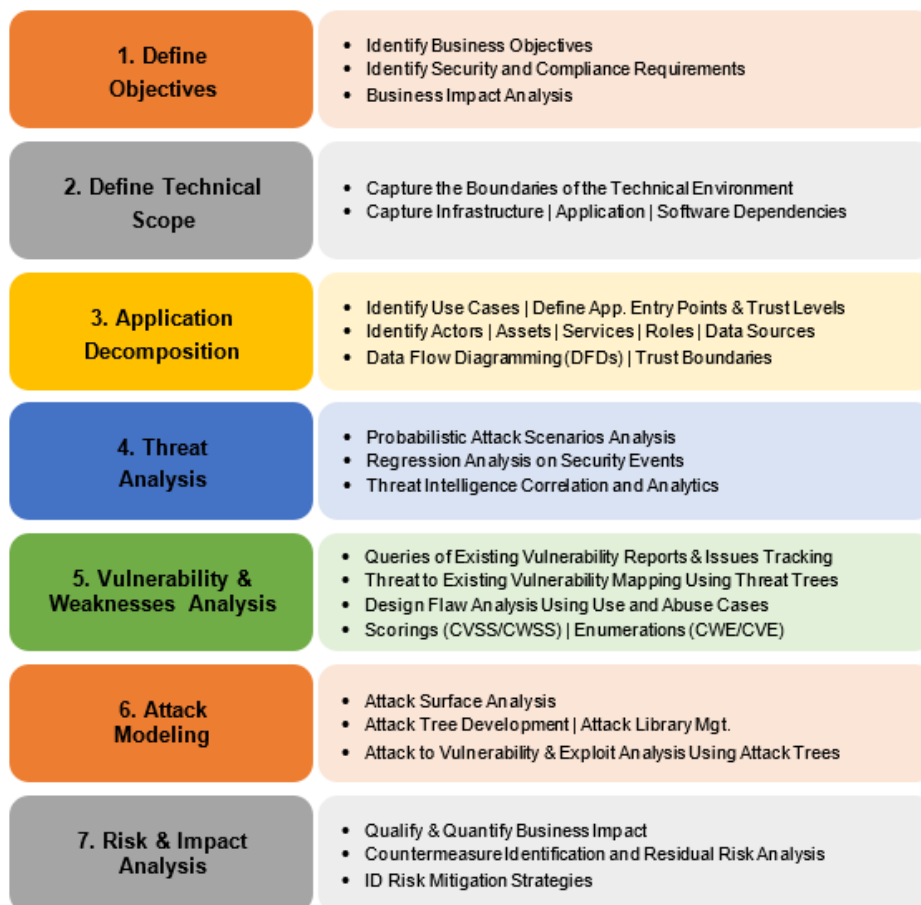 1. Define
Objectives
• Identify Business Objectives
• Identify Security and Compliance Requirements
• Business Impact Analysis
2. Define Technical
Scope
• Capture the Boundaries of the Technical Environment
• Capture Infrastructure | Application | Software Dependencies
3. Application
Decomposition
• Identify Use Cases | Define App. Entry Points & Trust Levels
• Identify Actors | Assets | Services | Roles | Data Sources
• Data Flow Diagramming (DFDs) | Trust Boundaries
4. Threat
Analysis
• Probabilistic Attack Scenarios Analysis
• Regression Analysis on Security Events
• Threat Intelligence Correlation and Analytics
5. Vulnerability &
Weaknesses Analysis
• Queries of Existing Vulnerability Reports & Issues Tracking
• Threat to Existing Vulnerability Mapping Using Threat Trees
• Design Flaw Analysis Using Use and Abuse Cases
• Scorings (CVSS/CWSS) | Enumerations (CWE/CVE)
6. Attack
Modeling
• Attack Surface Analysis
• Attack Tree Development | Attack Library Mgt.
• Attack to Vulnerability & Exploit Analysis Using Attack Trees
7. Risk & Impact
Analysis
• Qualify & Quantify Business Impact
• Countermeasure Identification and Residual Risk Analysis
• ID Risk Mitigation Strategies